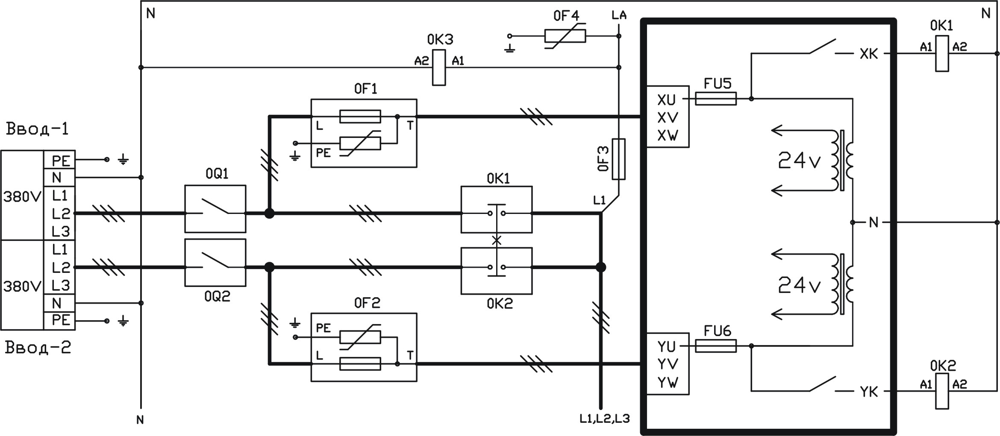 N
N
0F4
LA
0K1
A1
A2
0K3
A2
A1
XK
0F1
L
T
PE
FU5
XU
XV
XW
Ввод-1
PE
N
380V
L1
L2
L3
0Q1
0K1
L1
0F3
24V
N
380V
L1
L2
L3
N
PE
Ввод-2
0Q2
0K2
0F2
PE
L
T
24V
FU6
YU
YV
YW
YK
0K2
A1
A2
N
L1,L2,L3